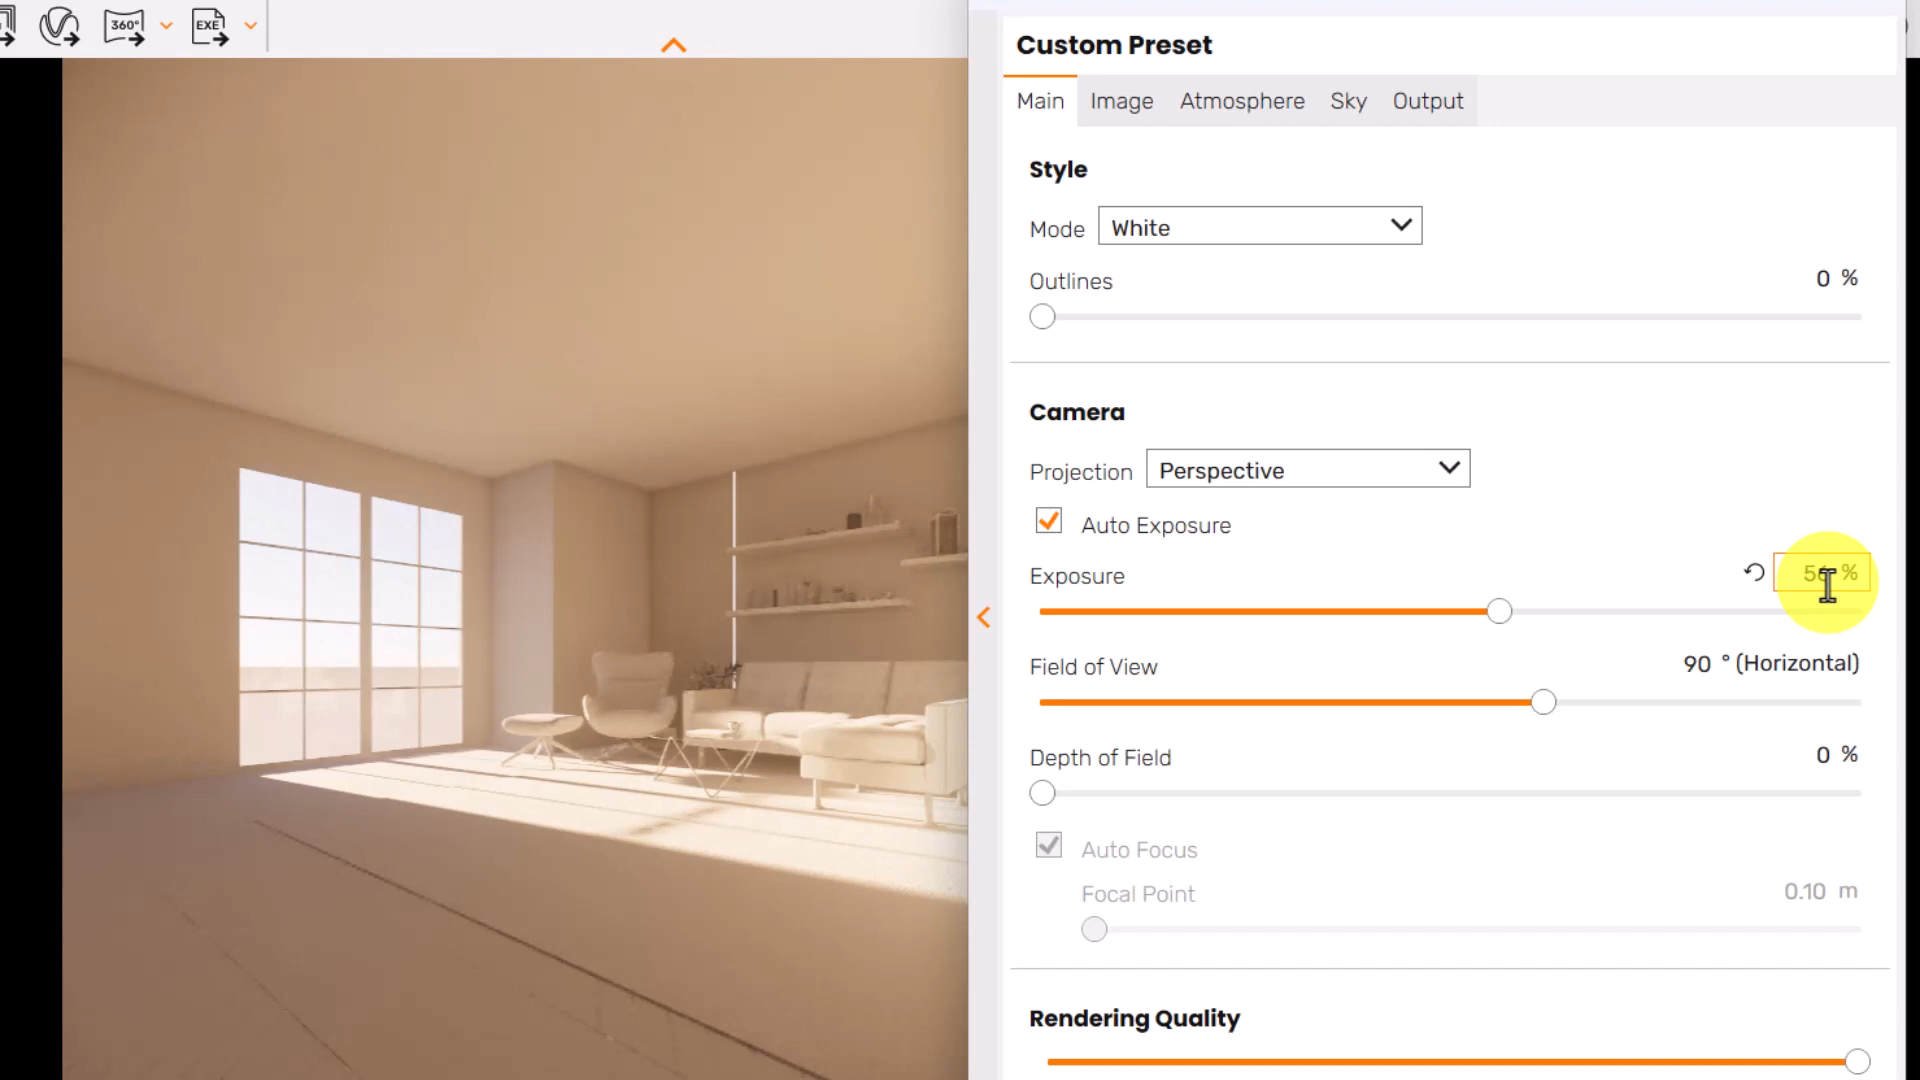 360°
EXE
Custom Preset
Main Image Atmosphere Sky Output
Style
Mode White
Outlines 0 %
Camera
Projection Perspective
Auto Exposure
Exposure %
Field of View 90 ° (Horizontal)
Depth of Field 0 %
Auto Focus
Focal Point 0.10 m
Rendering Quality